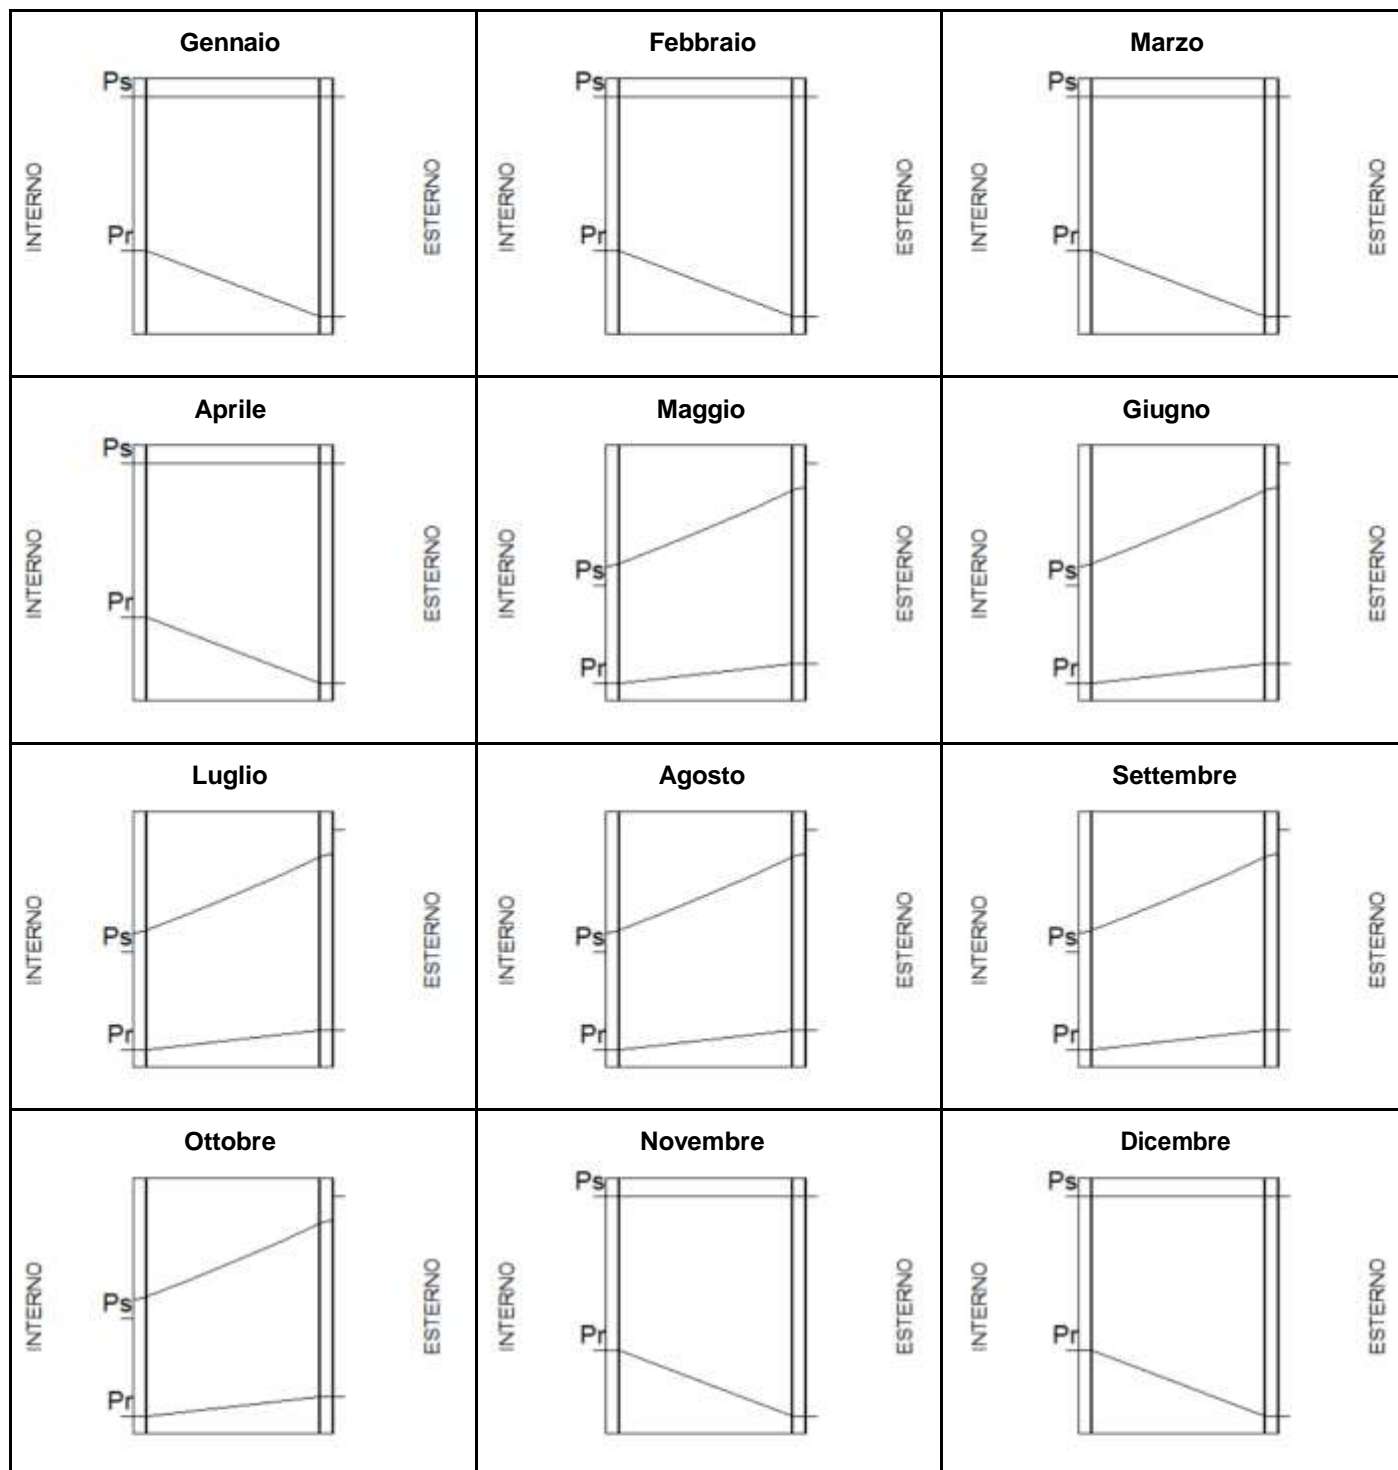 Gennaio
Ps
Pr
INTERNO
ESTERNO
Febbraio
Ps
Pr
INTERNO
ESTERNO
Marzo
Ps
Pr
INTERNO
ESTERNO
Aprile
Ps
Pr
INTERNO
ESTERNO
Maggio
Ps
Pr
INTERNO
ESTERNO
Giugno
Ps
Pr
INTERNO
ESTERNO
Luglio
Ps
Pr
INTERNO
ESTERNO
Agosto
Ps
Pr
INTERNO
ESTERNO
Settembre
Ps
Pr
INTERNO
ESTERNO
Ottobre
Ps
Pr
INTERNO
ESTERNO
Novembre
Ps
Pr
INTERNO
ESTERNO
Dicembre
Ps
Pr
INTERNO
ESTERNO